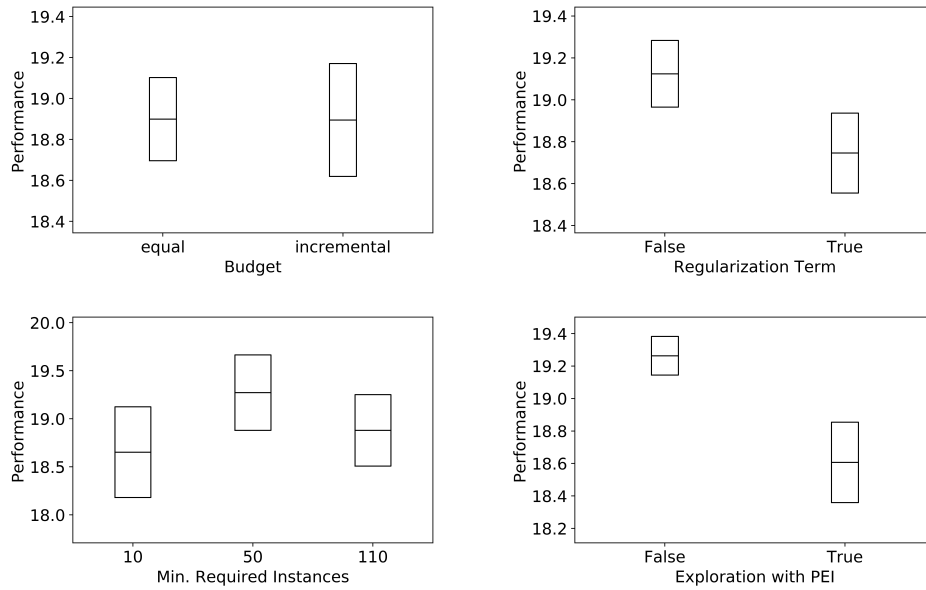 19.4
19.2
19.0
18.8
18.6
18.4
Performance
equal
incremental
Budget
19.4
19.2
19.0
18.8
18.6
18.4
Performance
False
True
Regularization Term
20.0
19.5
19.0
18.5
18.0
Performance
10
50
110
Min. Required Instances
19.4
19.2
19.0
18.8
18.6
18.4
18.2
Performance
False
True
Exploration with PEI